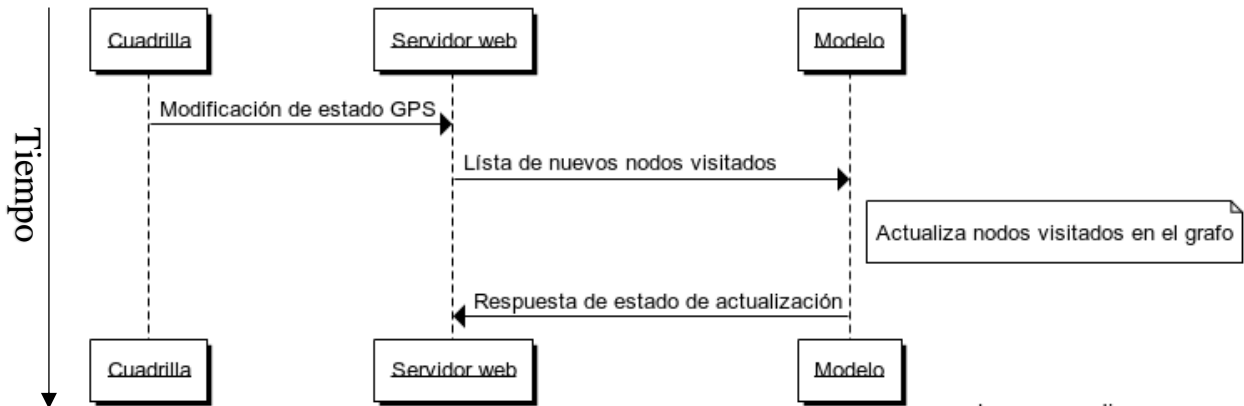 Cuadrilla
Servidor web
Modelo
Tiempo
Modificación de estado GPS
Lísta de nuevos nodos visitados
Actualiza nodos visitados en el grafo
Respuesta de estado de actualización
Cuadrilla
Servidor web
Modelo